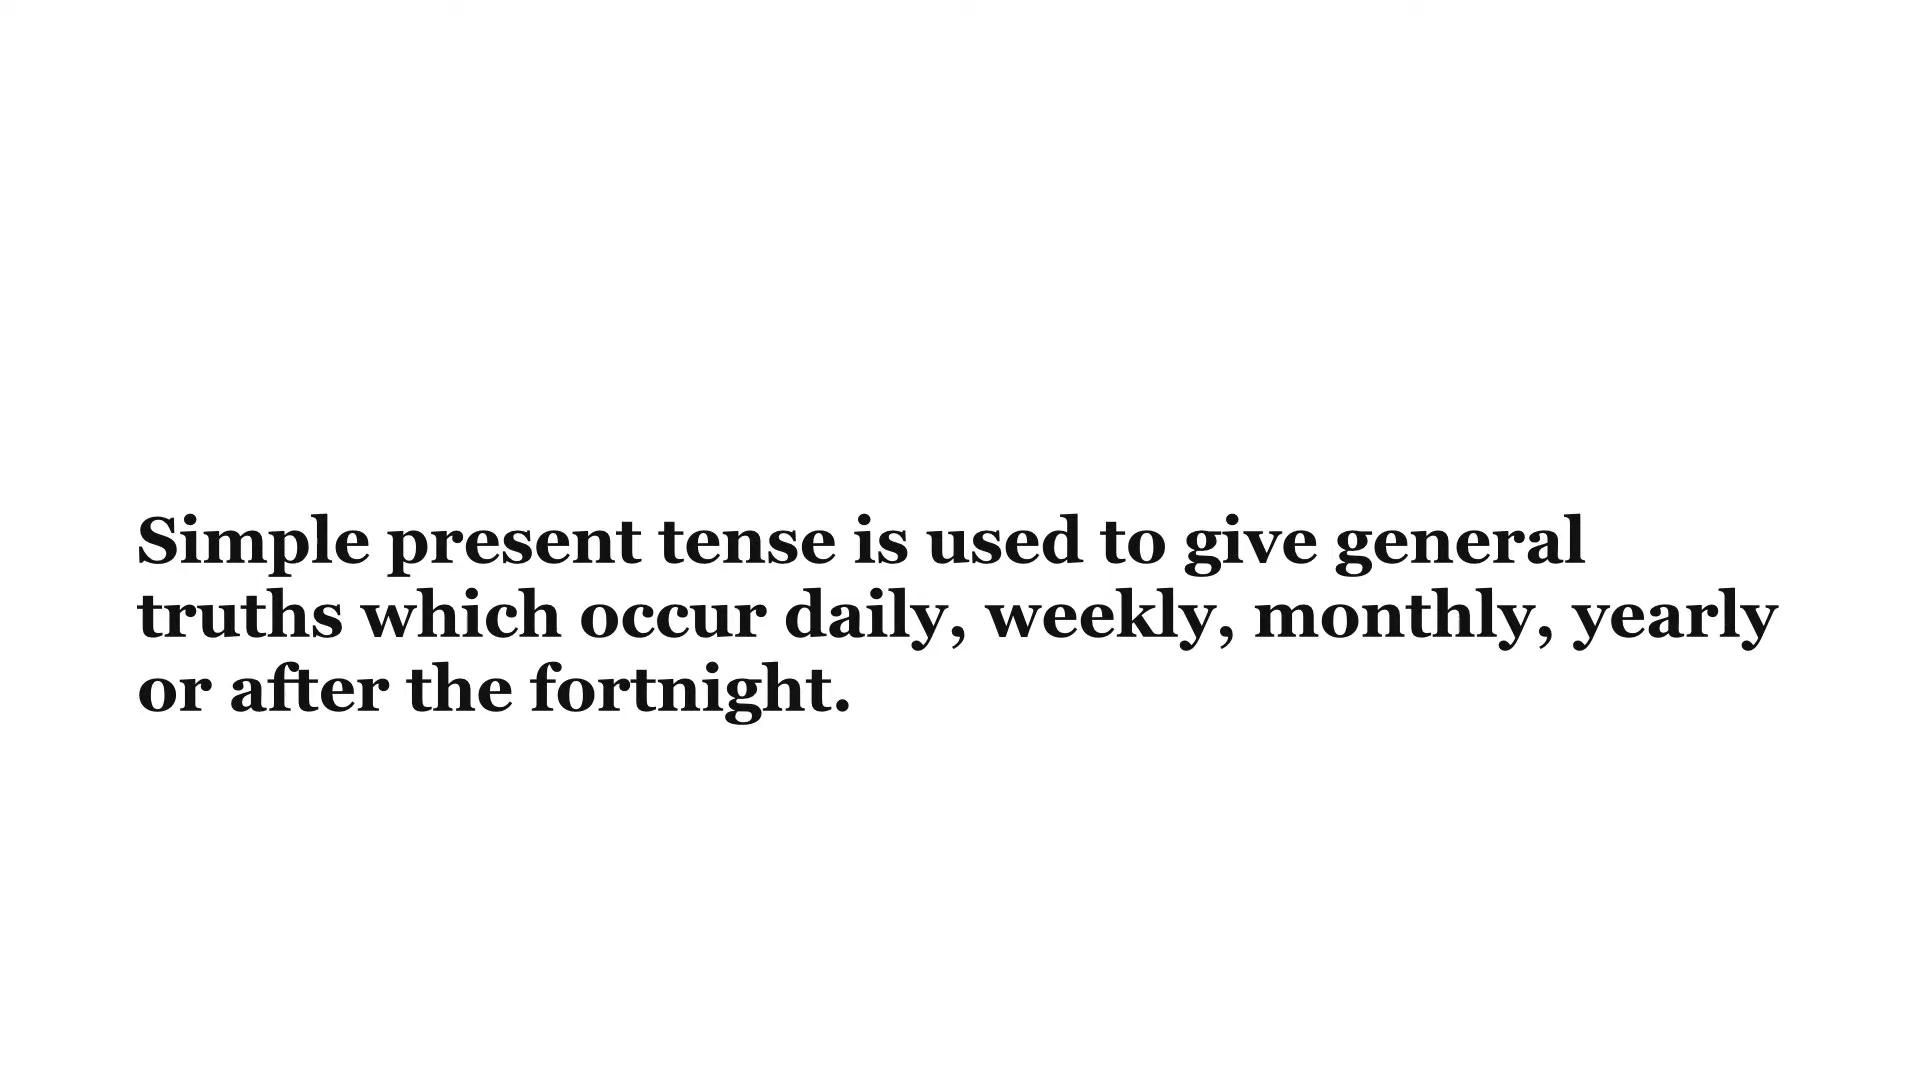 Simple present tense is used to give general
truths which occur daily, weekly, monthly, yearly
or after the fortnight.